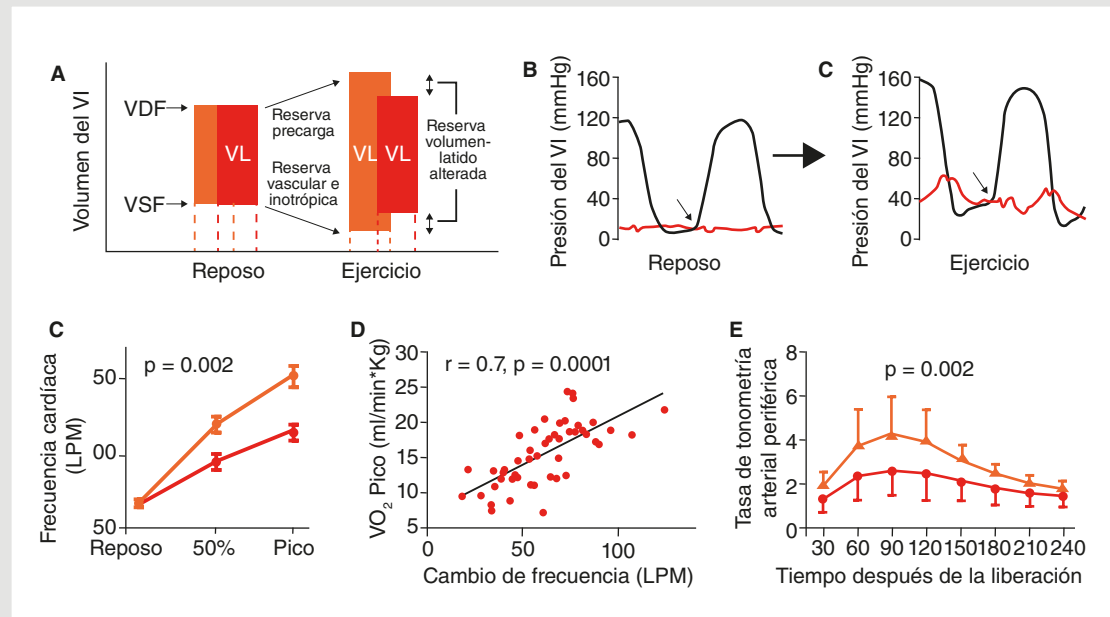 A
Volumen del VI
VDF
VSF
VL
Reposo
Reserva
precarga
Reserva
vascular e
inotrópica
VL
VL
Ejercicio
Reserva
volumen-
latido
alterada
B
Presión del VI (mmHg)
160
120
80
40
0
Reposo
C
Presión del VI (mmHg)
160
120
80
40
0
Ejercicio
C
Frecuencia cardíaca
(LPM)
p = 0.002
50
00
50
Reposo
50%
Pico
D
VO2 Pico (ml/min*Kg)
r = 0.7, p = 0.0001
30
25
20
15
10
5
0
50
100
Cambio de frecuencia (LPM)
E
Tasa de tonometría
arterial periférica
p = 0.002
8
6
4
2
0
30 60 90 120 150 180 210 240
Tiempo después de la liberación